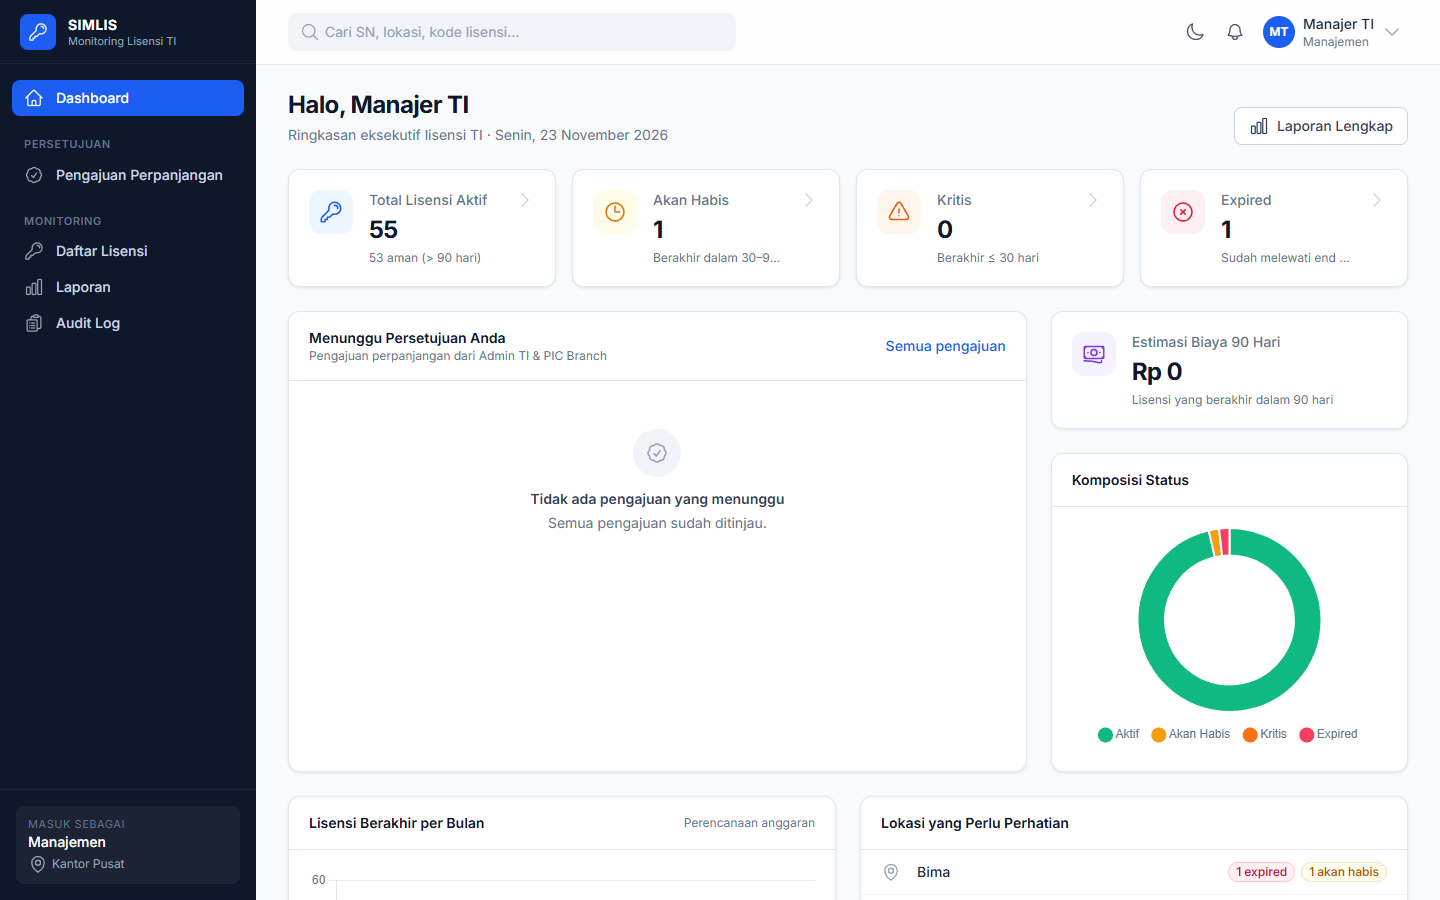 SIMLIS
Monitoring Lisensi TI
Cari SN, lokasi, kode lisensi...
MT
Manajer TI
Manajemen
Dashboard
PERSETUJUAN
Pengajuan Perpanjangan
MONITORING
Daftar Lisensi
Laporan
Audit Log
MASUK SEBAGAI
Manajemen
Kantor Pusat
Halo, Manajer TI
Ringkasan eksekutif lisensi TI · Senin, 23 November 2026
Laporan Lengkap
Total Lisensi Aktif
55
53 aman (> 90 hari)
Akan Habis
1
Berakhir dalam 30–9...
Kritis
0
Berakhir ≤ 30 hari
Expired
1
Sudah melewati end ...
Menunggu Persetujuan Anda
Pengajuan perpanjangan dari Admin TI & PIC Branch
Semua pengajuan
Tidak ada pengajuan yang menunggu
Semua pengajuan sudah ditinjau.
Estimasi Biaya 90 Hari
Rp 0
Lisensi yang berakhir dalam 90 hari
Komposisi Status
Aktif Akan Habis Kritis Expired
Lisensi Berakhir per Bulan
Perencanaan anggaran
60
Lokasi yang Perlu Perhatian
Bima
1 expired
1 akan habis